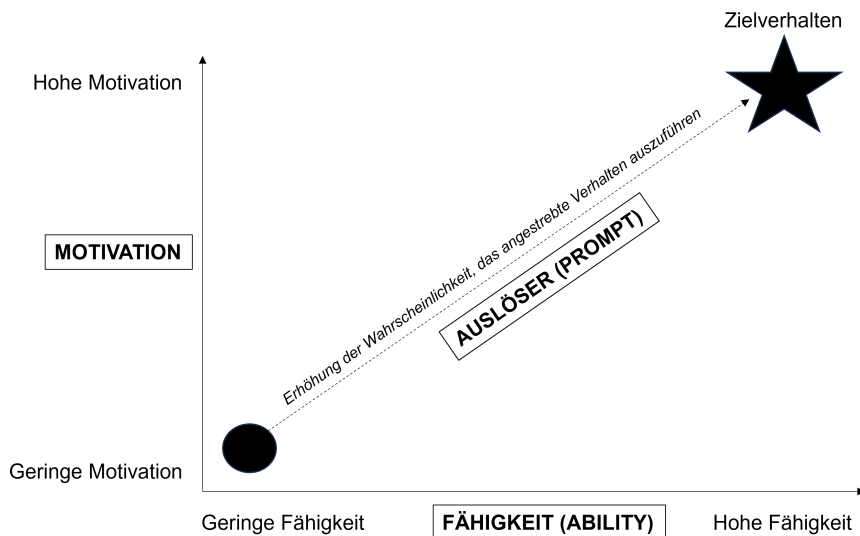 Zielverhalten
Hohe Motivation
Erhöhung der Wahrscheinlichkeit, das angestrebte Verhalten auszuführen
MOTIVATION
AUSLÖSER (PROMPT)
Geringe Motivation
Geringe Fähigkeit
FÄHIGKEIT (ABILITY)
Hohe Fähigkeit